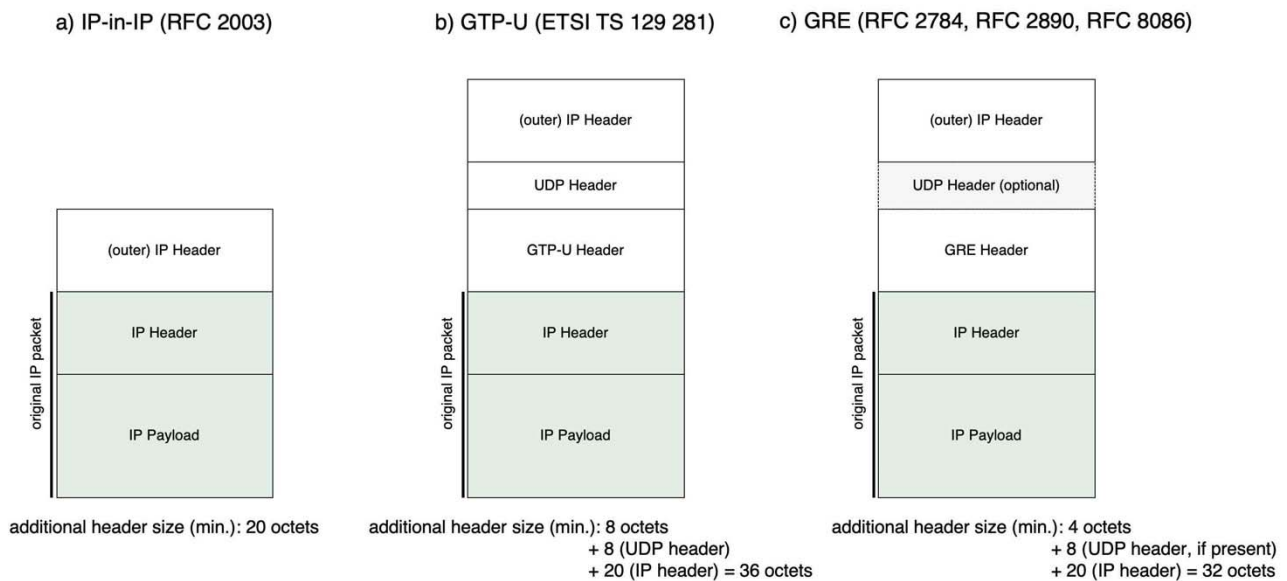 a) IP-in-IP (RFC 2003)
(outer) IP Header
IP Header
IP Payload
original IP packet
additional header size (min.): 20 octets
b) GTP-U (ETSI TS 129 281)
(outer) IP Header
UDP Header
GTP-U Header
IP Header
IP Payload
original IP packet
additional header size (min.): 8 octets
+ 8 (UDP header)
+ 20 (IP header) = 36 octets
c) GRE (RFC 2784, RFC 2890, RFC 8086)
(outer) IP Header
UDP Header (optional)
GRE Header
IP Header
IP Payload
original IP packet
additional header size (min.): 4 octets
+ 8 (UDP header, if present)
+ 20 (IP header) = 32 octets